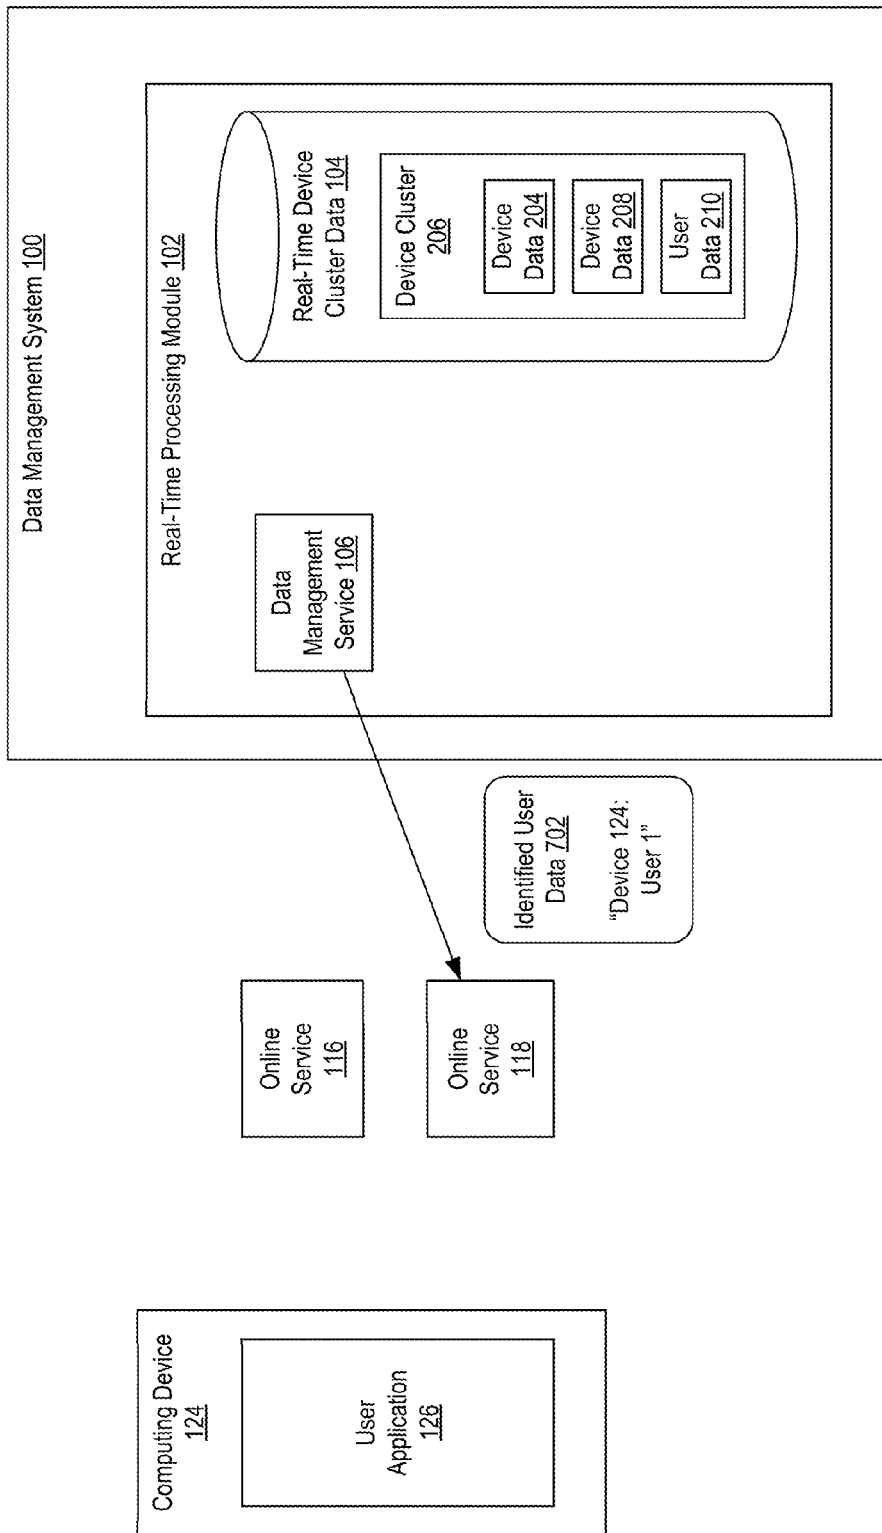 Data Management System 100
Real-Time Processing Module 102
Real-Time Device
Cluster Data 104
Device Cluster
206
Device
Data 204
Device
Data 208
User
Data 210
Data
Management
Service 106
Identified User
Data 702
“Device 124:
User 1”
Online
Service
116
Online
Service
118
Computing Device
124
User
Application
126